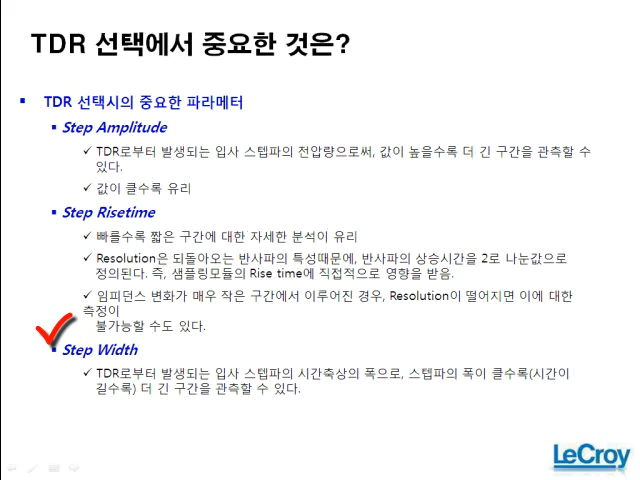 TDR 선택에서 중요한 것은?
TDR 선택시의 중요한 파라메터
Step Amplitude
TDR로부터 발생되는 입사 스텝파의 전압량으로써, 값이 높을수록 더 긴 구간을 관측할 수
있다.
값이 클수록 유리
Step Risetime
빠를수록 짧은 구간에 대한 자세한 분석이 유리
Resolution은 되돌아오는 반사파의 특성때문에, 반사파의 상승시간을 2로 나눈값으로
정의된다. 즉, 샘플링모듈의 Rise time에 직접적으로 영향을 받음.
임피던스 변화가 매우 작은 구간에서 이루어진 경우, Resolution이 떨어지면 이에 대한
측정이
불가능할 수도 있다.
Step Width
TDR로부터 발생되는 입사 스텝파의 시간축상의 폭으로, 스텝파의 폭이 클수록(시간이
길수록) 더 긴 구간을 관측할 수 있다.
LeCroy